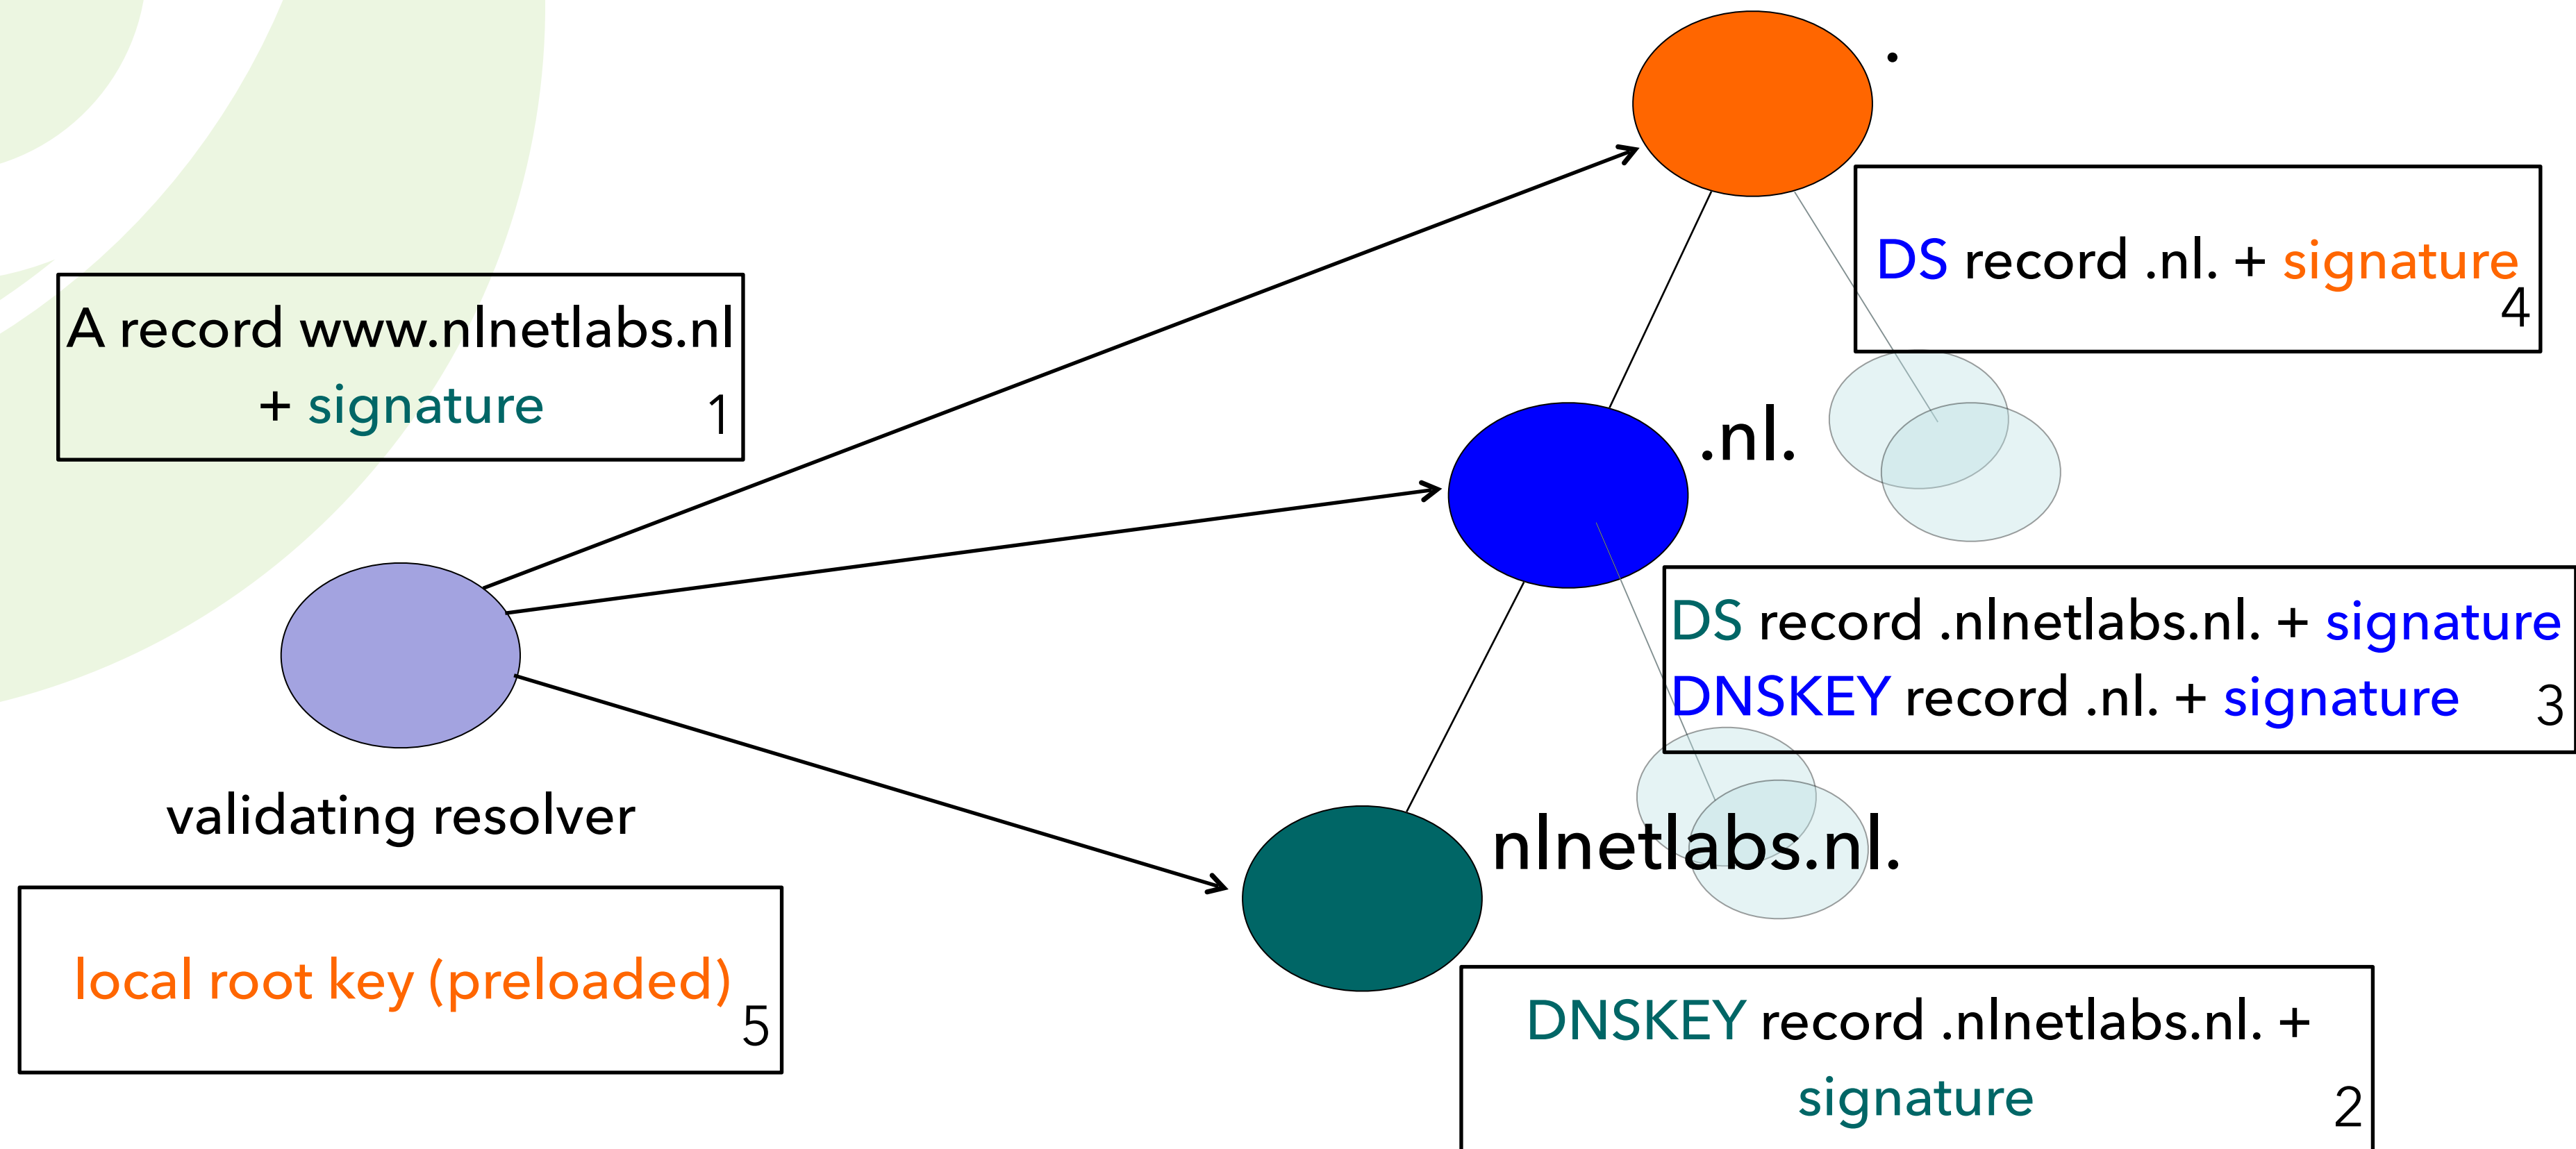 .
DS record .nl. + signature
4
A record www.nlnetlabs.nl
+ signature 1
.nl.
DS record .nlnetlabs.nl. + signature
DNSKEY record .nl. + signature 3
validating resolver
nlnetlabs.nl.
local root key (preloaded)
5
DNSKEY record .nlnetlabs.nl. +
signature 2